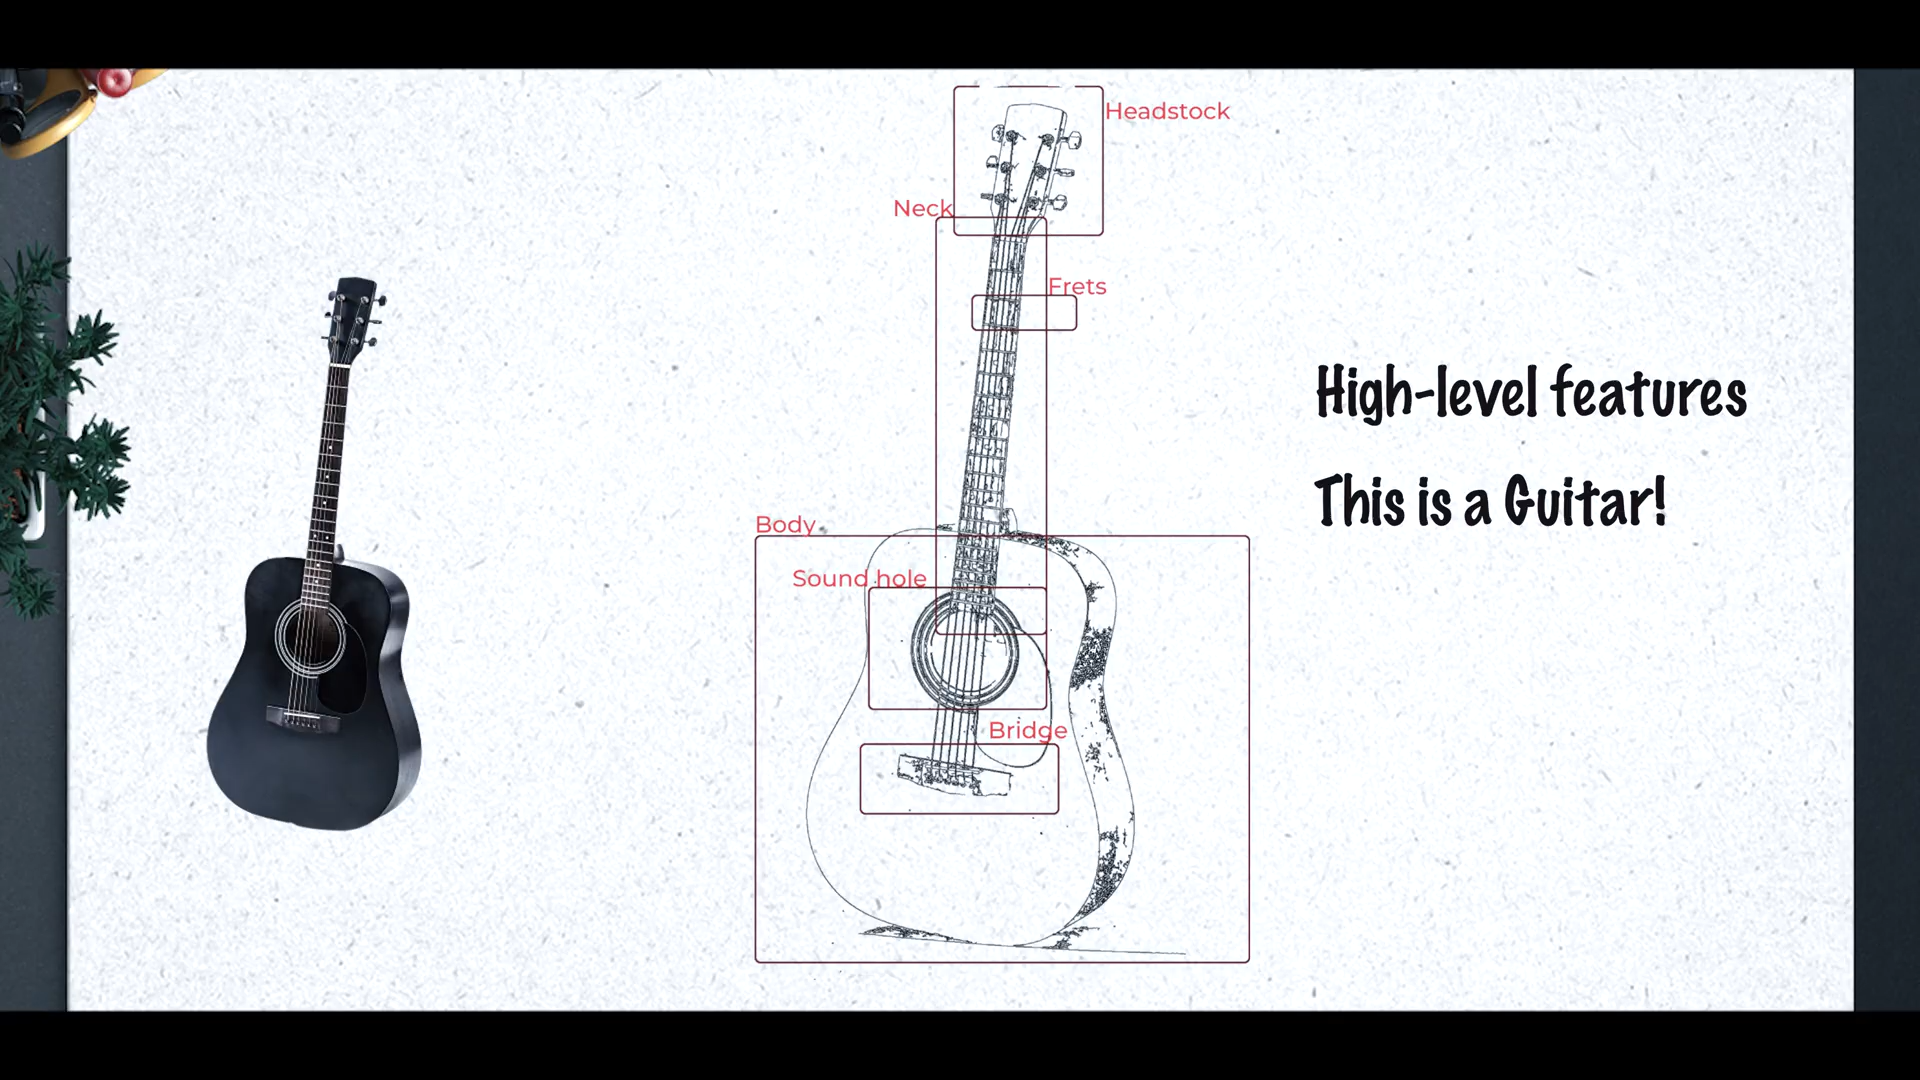 Headstock
Neck
Frets
High-level features
This is a Guitar!
Body
Sound hole
Bridge